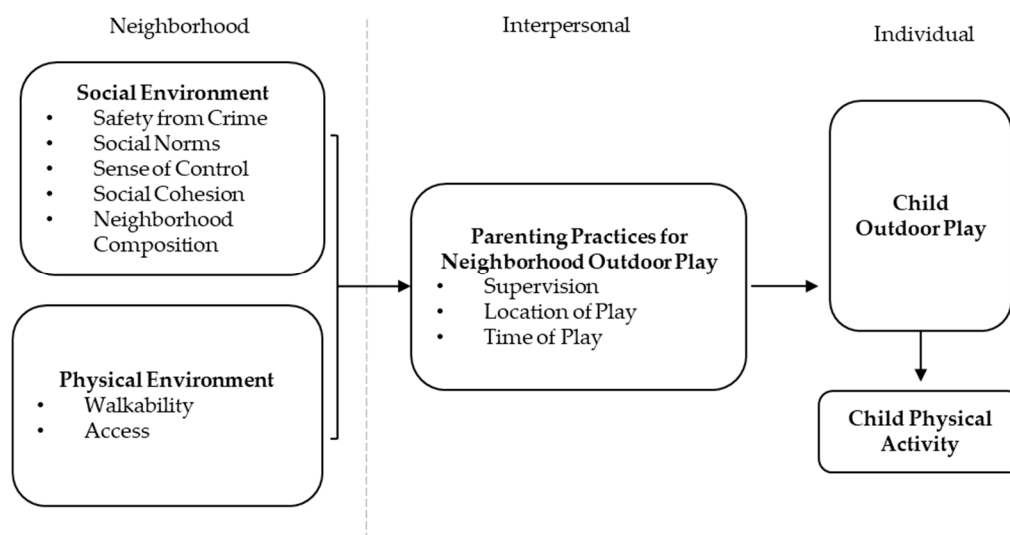 Neighborhood
Interpersonal
Individual
Social Environment
• Safety from Crime
• Social Norms
• Sense of Control
• Social Cohesion
• Neighborhood
Composition
Physical Environment
• Walkability
• Access
Parenting Practices for
Neighborhood Outdoor Play
• Supervision
• Location of Play
• Time of Play
Child
Outdoor Play
Child Physical
Activity